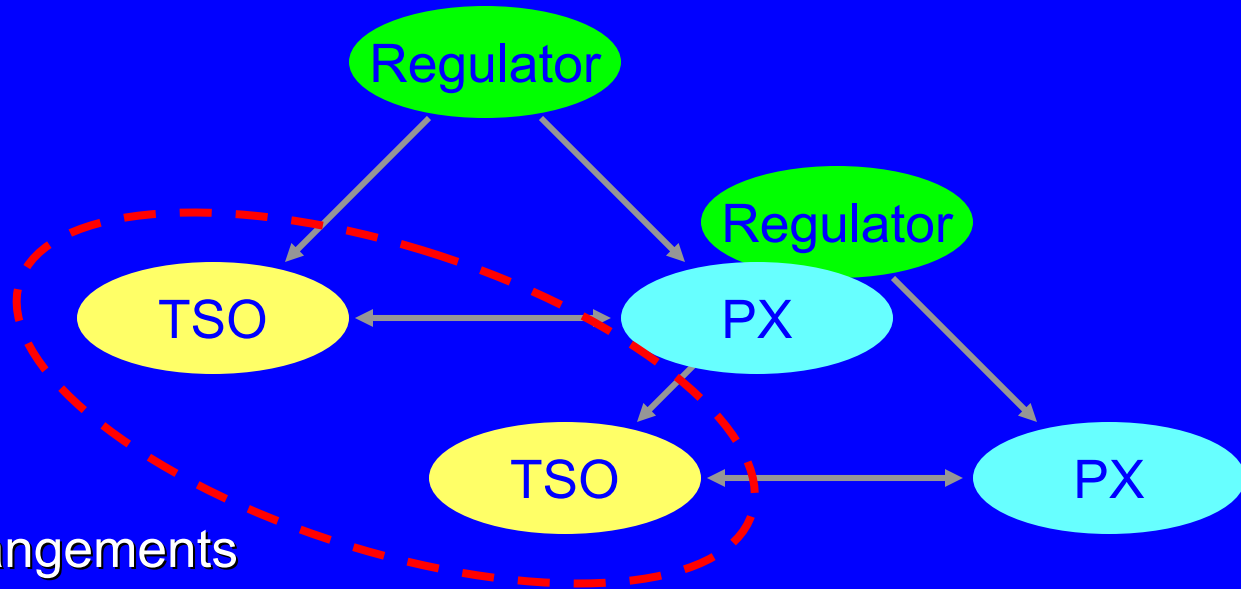 Regulator
Regulator
TSO
PX
TSO
PX
angements